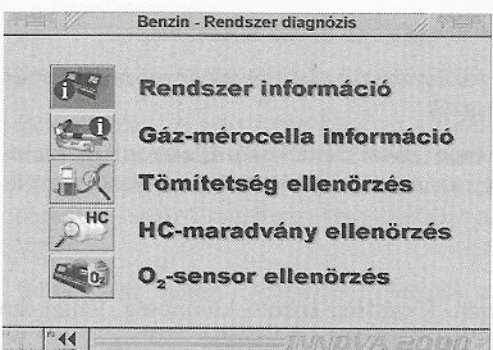 Benzin - Rendszer diagnózis
Rendszer információ
Gáz-mérocella információ
Tömítetség ellenörzés
HC
HC-maradvány ellenörzés
O₂
O₂-sensor ellenörzés
INNOVA 2000